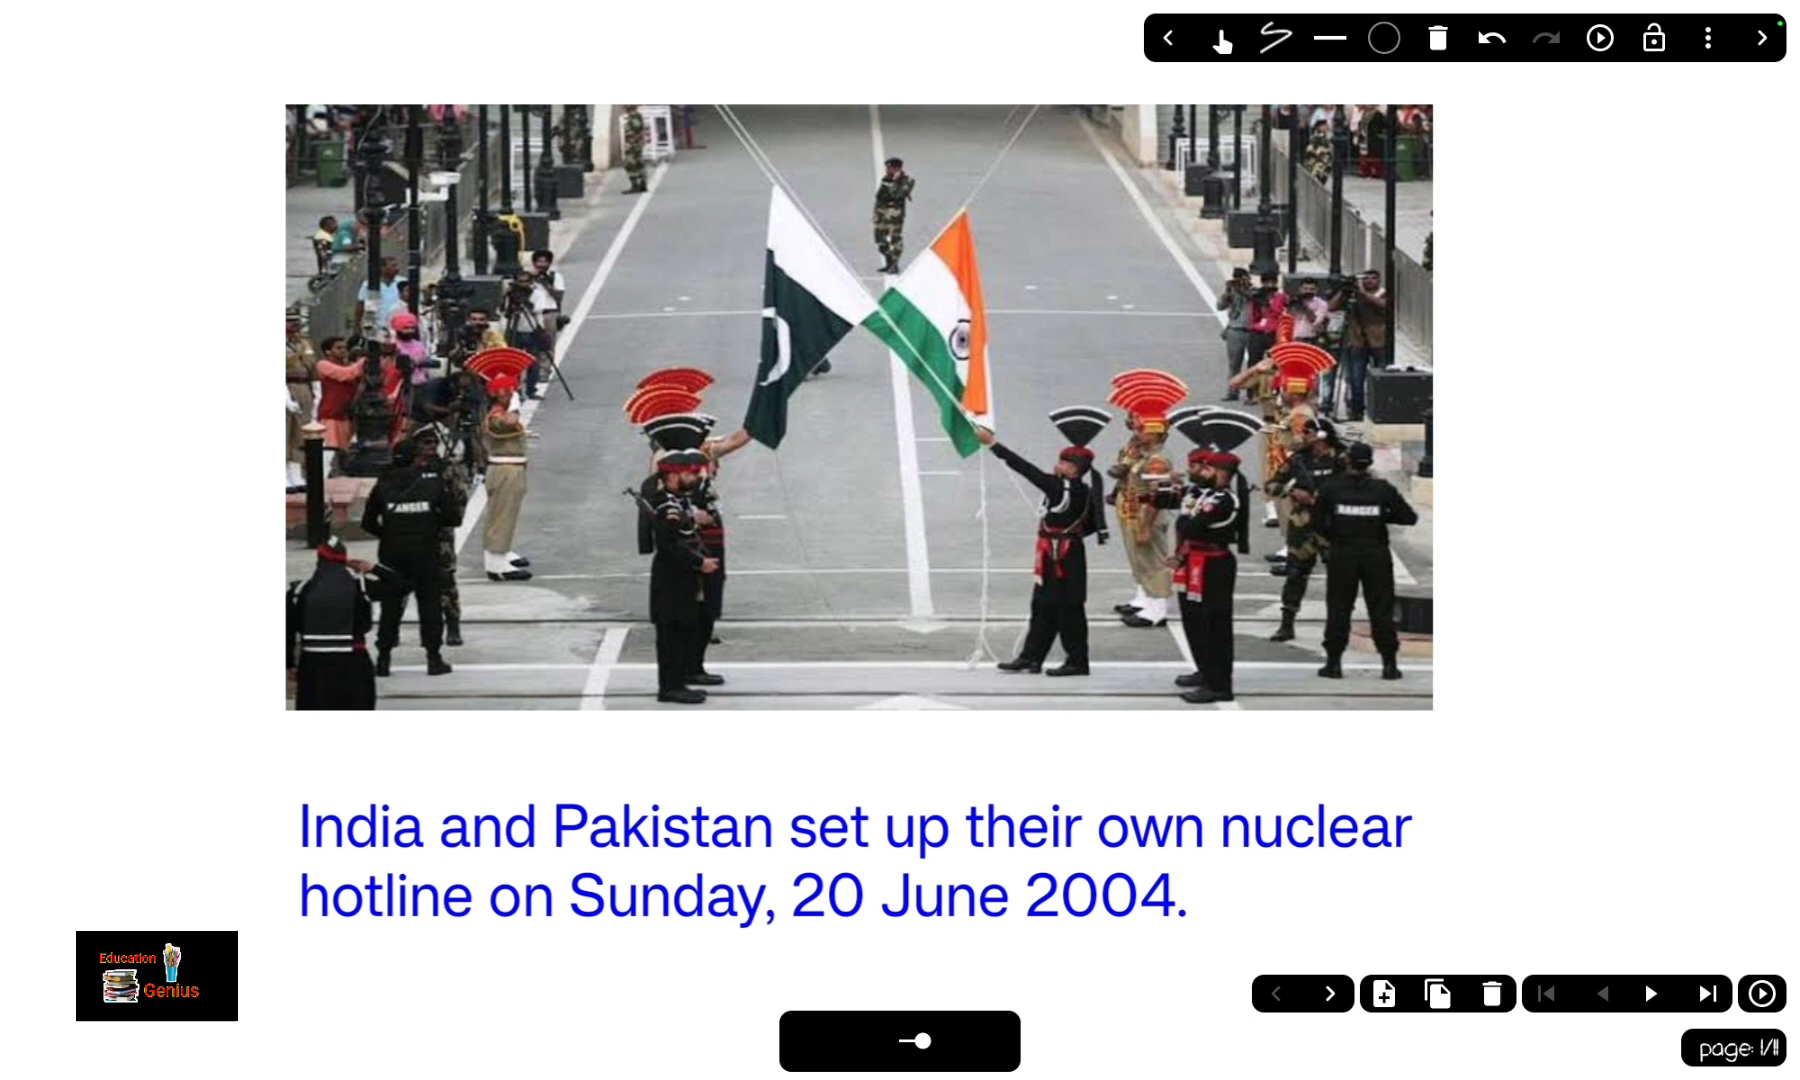 RANGER
India and Pakistan set up their own nuclear
hotline on Sunday, 20 June 2004.
Education
Genius
page: 1/11